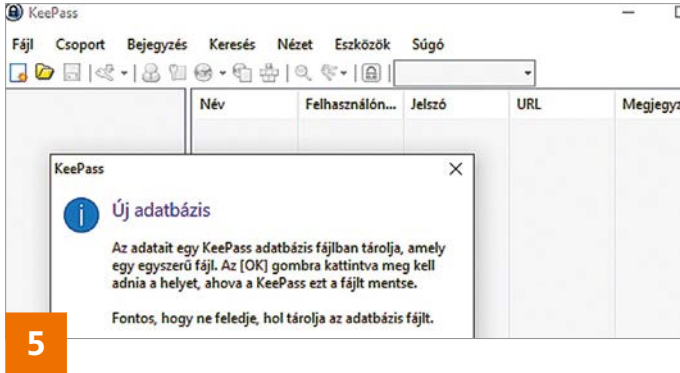 KeePass
Fájl Csoport Bejegyzés Keresés Nézet Eszközök Súgó
Név Felhasználón... Jelszó URL Megjegyz
KeePass
Új adatbázis
Az adatait egy KeePass adatbázis fájlban tárolja, amely
egy egyszerű fájl. Az [OK] gombra kattintva meg kell
adnia a helyet, ahova a KeePass ezt a fájlt mentse.
Fontos, hogy ne feledje, hol tárolja az adatbázis fájlt.
5